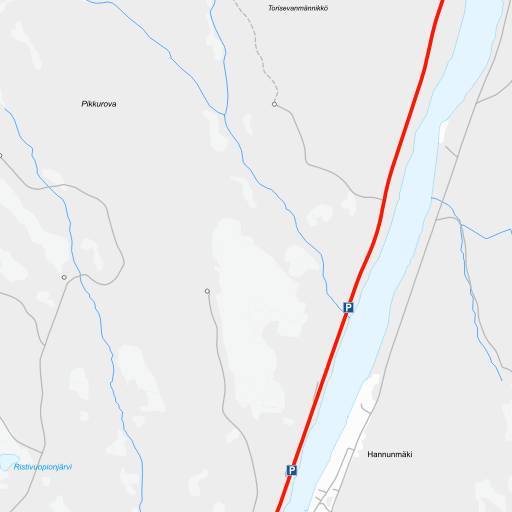 Torisevanmännikkö
Pikkurova
P
Hannunmäki
Ristivuopionjärvi
P